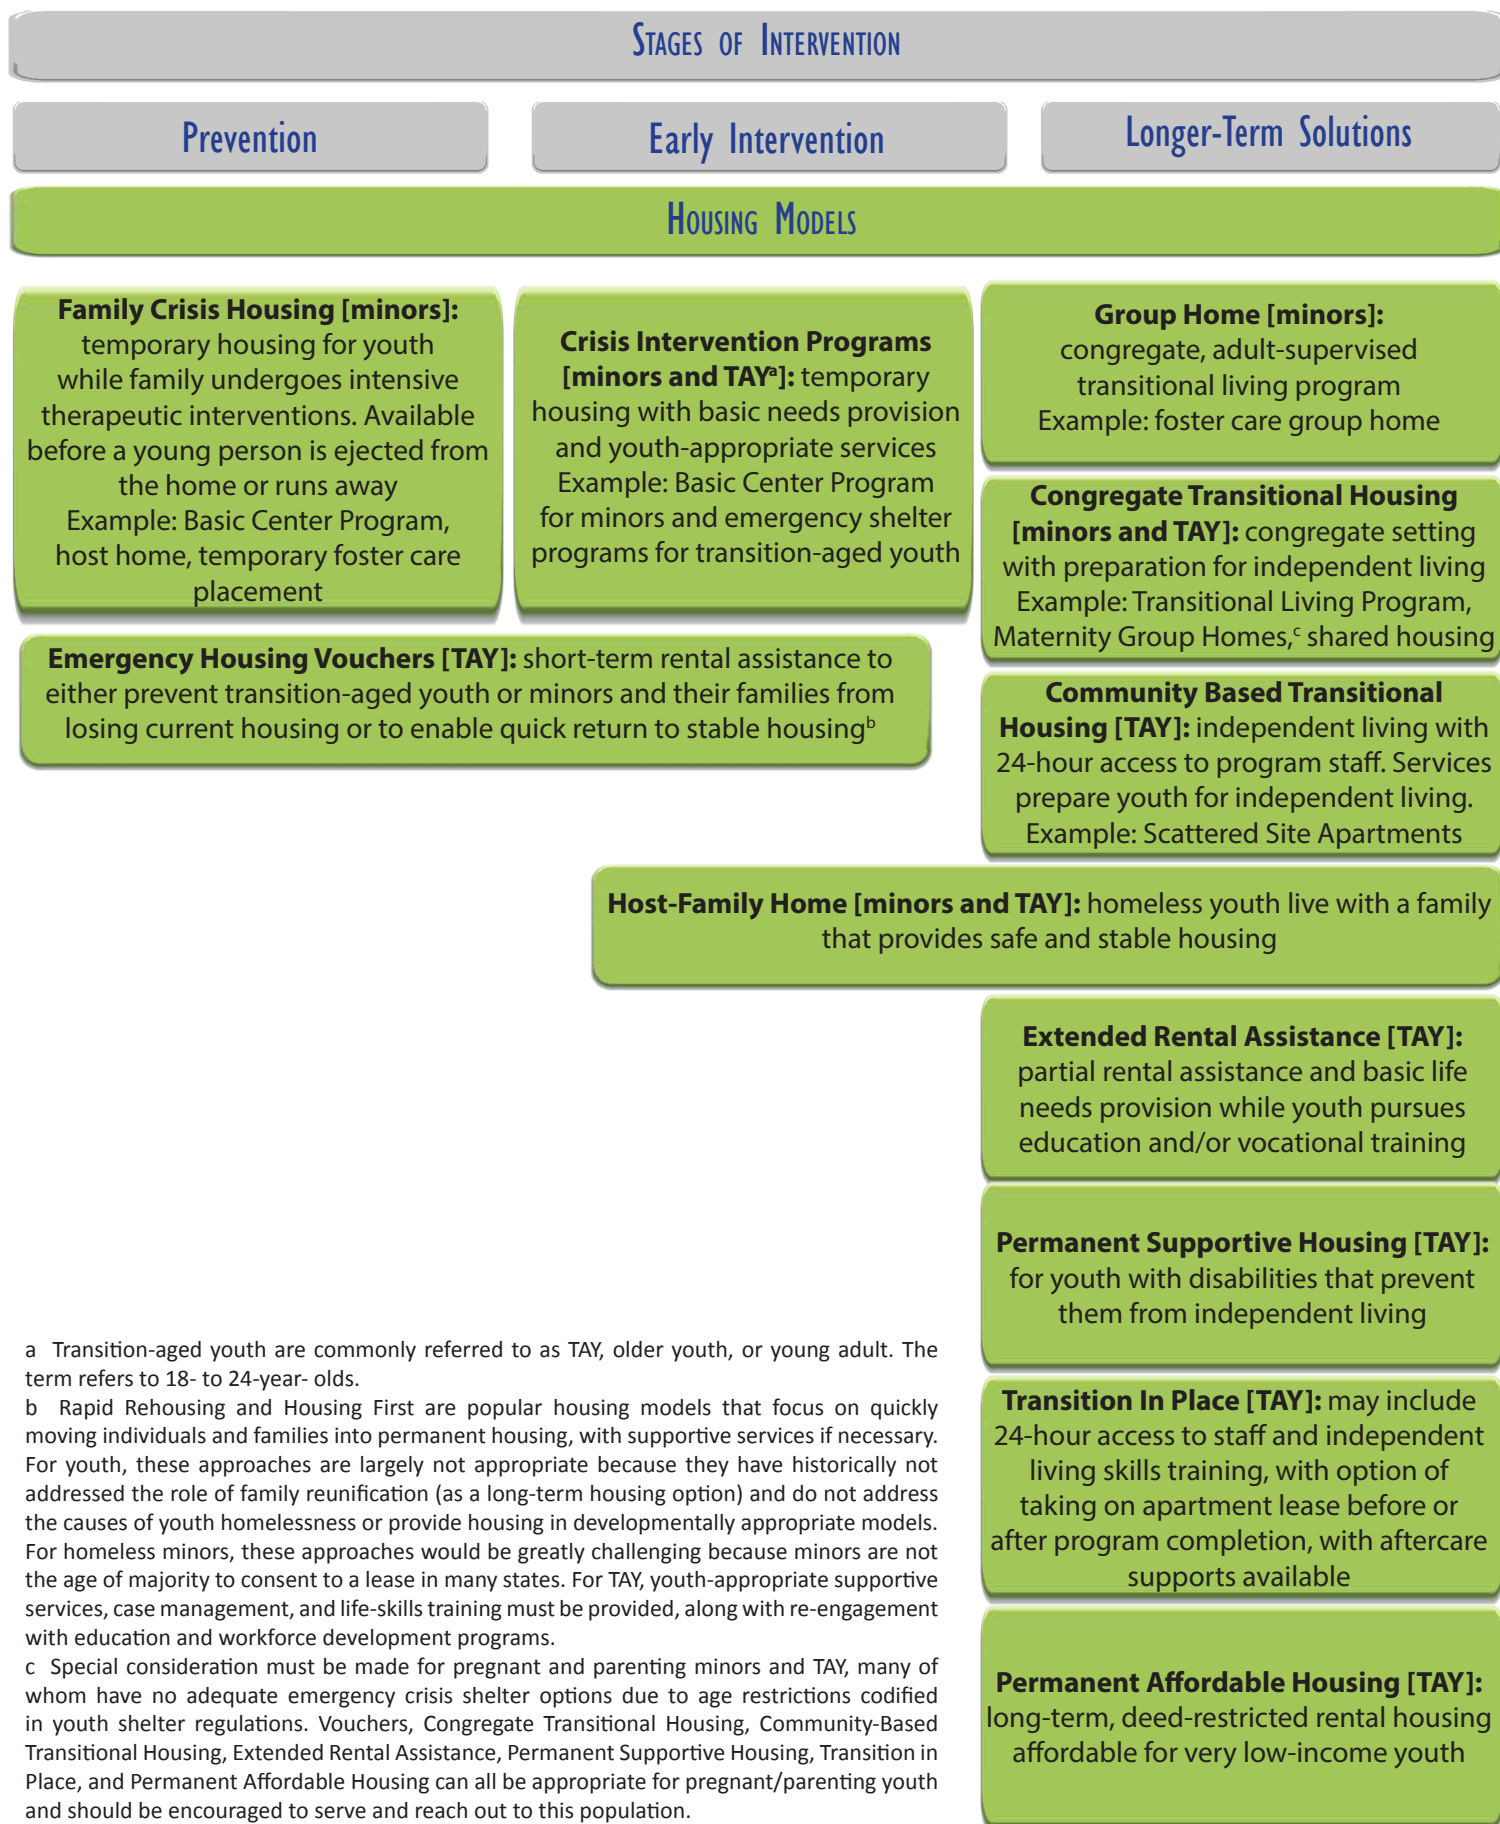 Stages of Intervention
Prevention
Early Intervention
Longer-Term Solutions
Housing Models
Family Crisis Housing [minors]:
temporary housing for youth
while family undergoes intensive
therapeutic interventions. Available
before a young person is ejected from
the home or runs away
Example: Basic Center Program,
host home, temporary foster care
placement
Crisis Intervention Programs
[minors and TAYᵃ]: temporary
housing with basic needs provision
and youth-appropriate services
Example: Basic Center Program
for minors and emergency shelter
programs for transition-aged youth
Group Home [minors]:
congregate, adult-supervised
transitional living program
Example: foster care group home
Congregate Transitional Housing
[minors and TAY]: congregate setting
with preparation for independent living
Example: Transitional Living Program,
Maternity Group Homes,ᶜ shared housing
Emergency Housing Vouchers [TAY]: short-term rental assistance to
either prevent transition-aged youth or minors and their families from
losing current housing or to enable quick return to stable housingᵇ
Community Based Transitional
Housing [TAY]: independent living with
24-hour access to program staff. Services
prepare youth for independent living.
Example: Scattered Site Apartments
Host-Family Home [minors and TAY]: homeless youth live with a family
that provides safe and stable housing
Extended Rental Assistance [TAY]:
partial rental assistance and basic life
needs provision while youth pursues
education and/or vocational training
Permanent Supportive Housing [TAY]:
for youth with disabilities that prevent
them from independent living
Transition In Place [TAY]: may include
24-hour access to staff and independent
living skills training, with option of
taking on apartment lease before or
after program completion, with aftercare
supports available
Permanent Affordable Housing [TAY]:
long-term, deed-restricted rental housing
affordable for very low-income youth
a Transition-aged youth are commonly referred to as TAY, older youth, or young adult. The
term refers to 18- to 24-year- olds.
b Rapid Rehousing and Housing First are popular housing models that focus on quickly
moving individuals and families into permanent housing, with supportive services if necessary.
For youth, these approaches are largely not appropriate because they have historically not
addressed the role of family reunification (as a long-term housing option) and do not address
the causes of youth homelessness or provide housing in developmentally appropriate models.
For homeless minors, these approaches would be greatly challenging because minors are not
the age of majority to consent to a lease in many states. For TAY, youth-appropriate supportive
services, case management, and life-skills training must be provided, along with re-engagement
with education and workforce development programs.
c Special consideration must be made for pregnant and parenting minors and TAY, many of
whom have no adequate emergency crisis shelter options due to age restrictions codified
in youth shelter regulations. Vouchers, Congregate Transitional Housing, Community-Based
Transitional Housing, Extended Rental Assistance, Permanent Supportive Housing, Transition in
Place, and Permanent Affordable Housing can all be appropriate for pregnant/parenting youth
and should be encouraged to serve and reach out to this population.